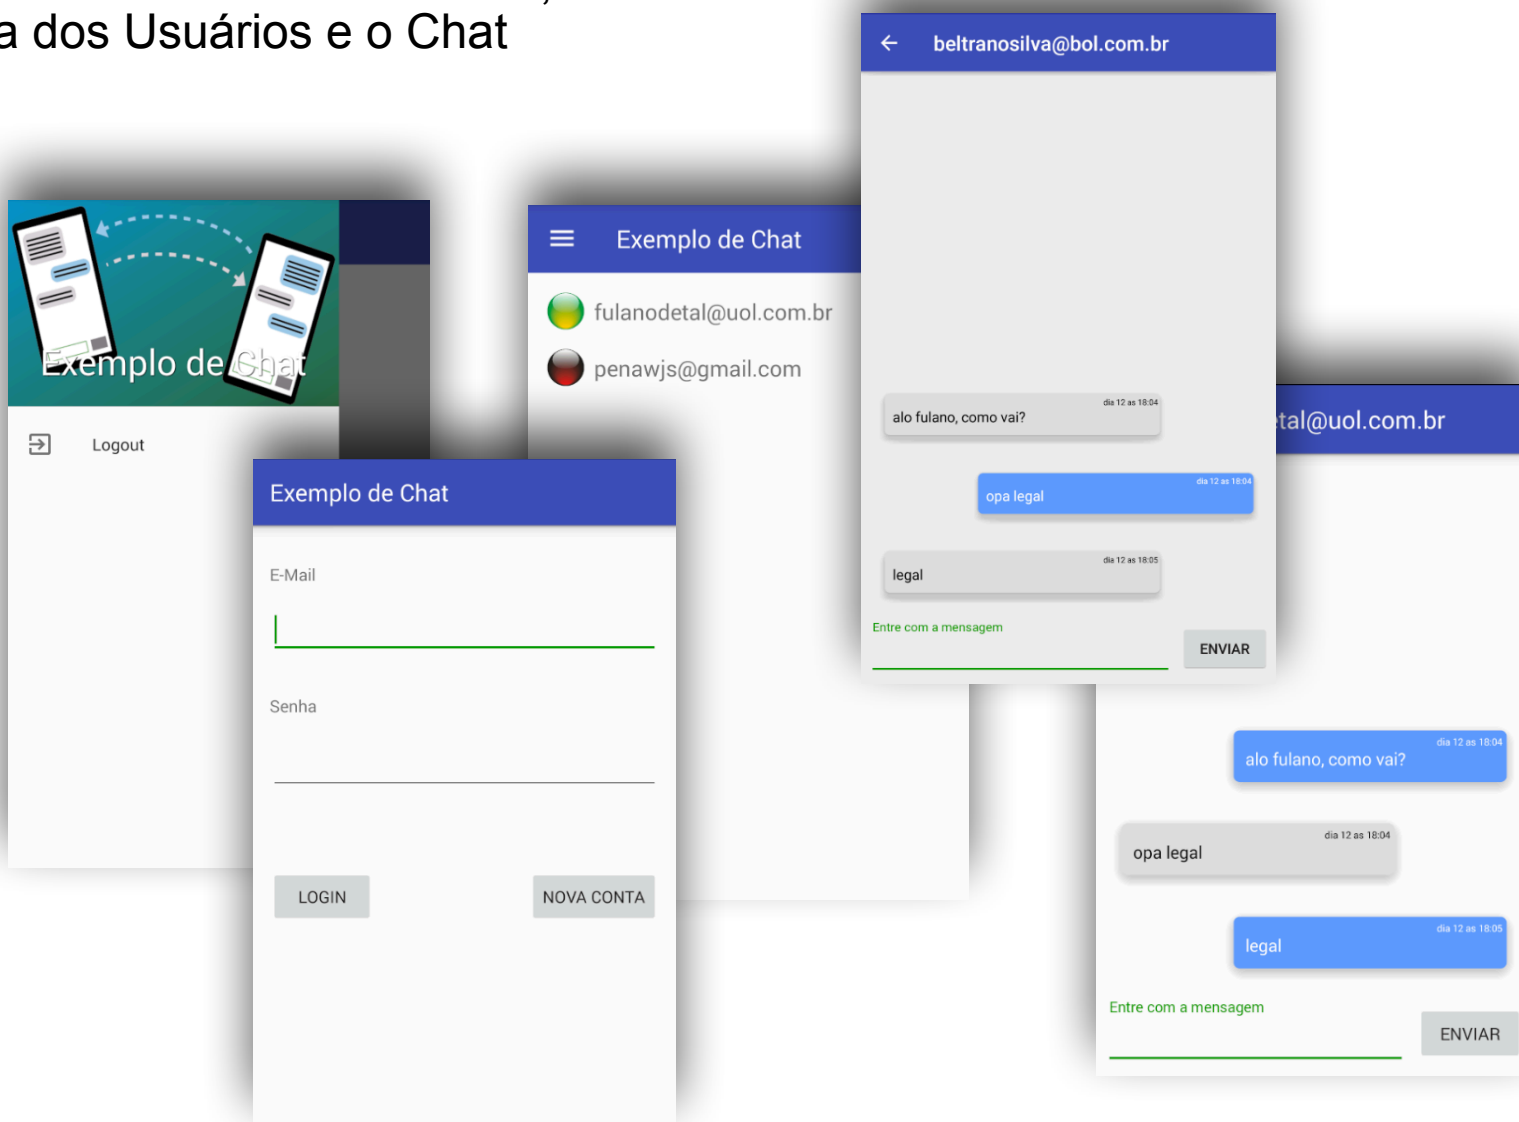 a dos Usuários e o Chat
beltranosilva@bol.com.br
alo fulano, como vai?
dia 12 as 18:04
opa legal
dia 12 as 18:04
legal
dia 12 as 18:05
Entre com a mensagem
ENVIAR
Exemplo de Chat
Logout
Exemplo de Chat
fulanodetal@uol.com.br
penawjs@gmail.com
Exemplo de Chat
E-Mail
Senha
LOGIN
NOVA CONTA
tal@uol.com.br
alo fulano, como vai?
dia 12 as 18:04
opa legal
dia 12 as 18:04
legal
dia 12 as 18:05
Entre com a mensagem
ENVIAR